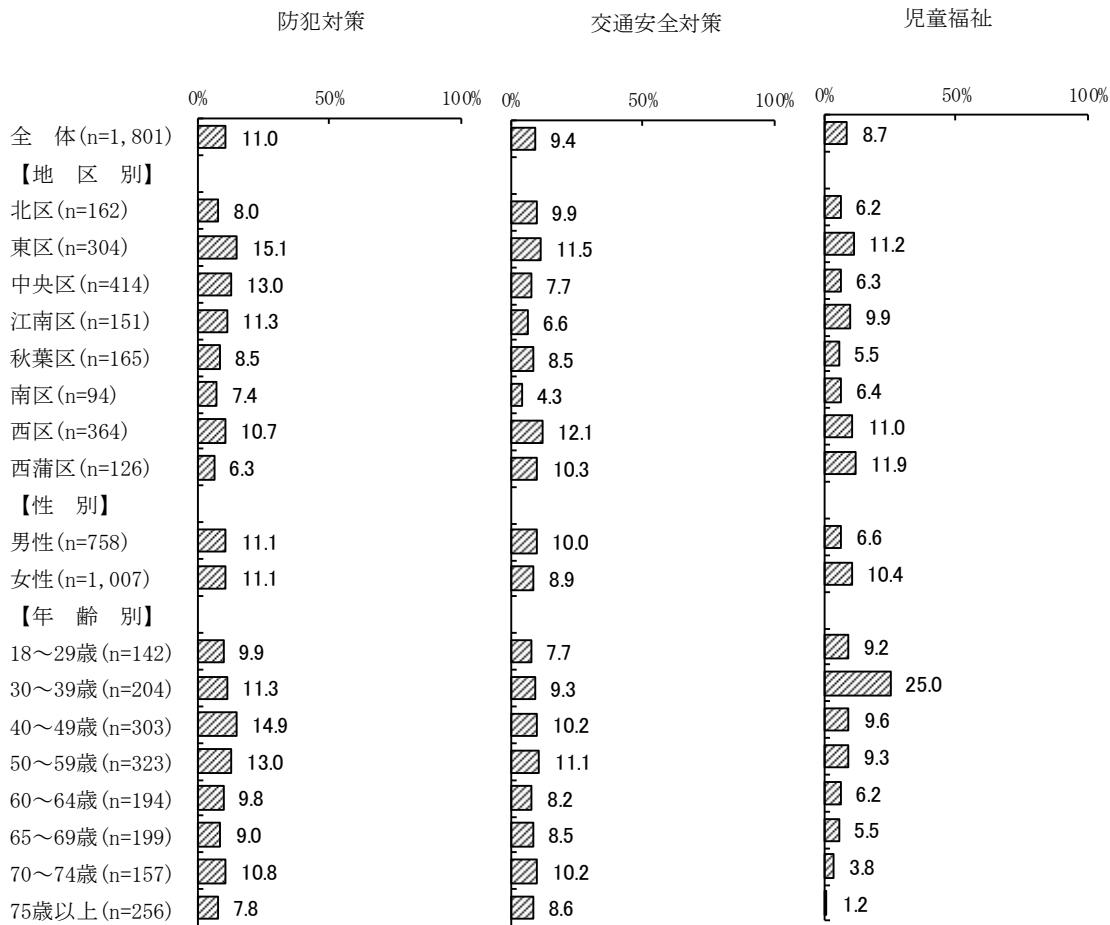 防犯対策 交通安全対策 児童福祉
0% 50% 100% 0% 50% 100% 0% 50% 100%
全　体(n=1,801) 11.0 9.4 8.7
【地　区　別】
北区(n=162) 8.0 9.9 6.2
東区(n=304) 15.1 11.5 11.2
中央区(n=414) 13.0 7.7 6.3
江南区(n=151) 11.3 6.6 9.9
秋葉区(n=165) 8.5 8.5 5.5
南区(n=94) 7.4 4.3 6.4
西区(n=364) 10.7 12.1 11.0
西蒲区(n=126) 6.3 10.3 11.9
【性　別】
男性(n=758) 11.1 10.0 6.6
女性(n=1,007) 11.1 8.9 10.4
【年　齢　別】
18～29歳(n=142) 9.9 7.7 9.2
30～39歳(n=204) 11.3 9.3 25.0
40～49歳(n=303) 14.9 10.2 9.6
50～59歳(n=323) 13.0 11.1 9.3
60～64歳(n=194) 9.8 8.2 6.2
65～69歳(n=199) 9.0 8.5 5.5
70～74歳(n=157) 10.8 10.2 3.8
75歳以上(n=256) 7.8 8.6 1.2